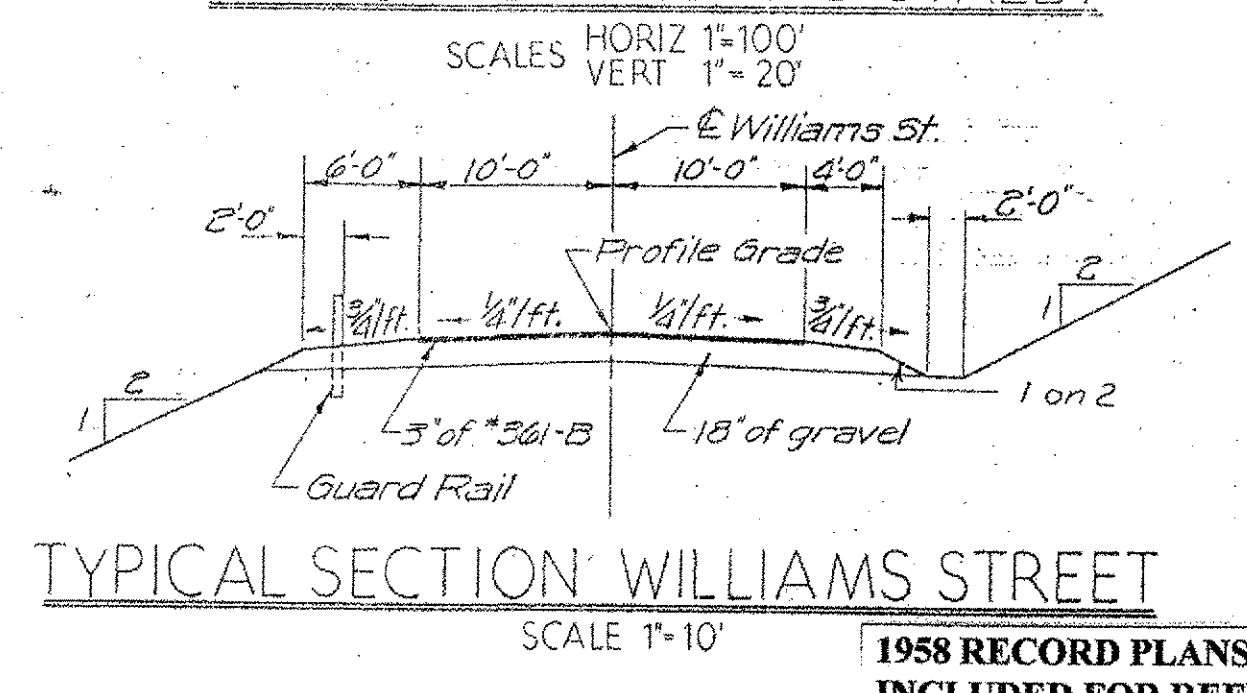 SCALES HORIZ 1"=100'
VERT 1"= 20'
℄ Williams St.
6'-0" 10'-0" 10'-0" 4'-0"
2'-0" 2'-0"
Profile Grade
3/4"/ft. 1/4"/ft. 1/4"/ft. 3/4"/ft.
2
1
2
1
1 on 2
3" of #361-B
18" of gravel
Guard Rail
TYPICAL SECTION WILLIAMS STREET
SCALE 1"=10'
1958 RECORD PLANS
INCLUDED FOR